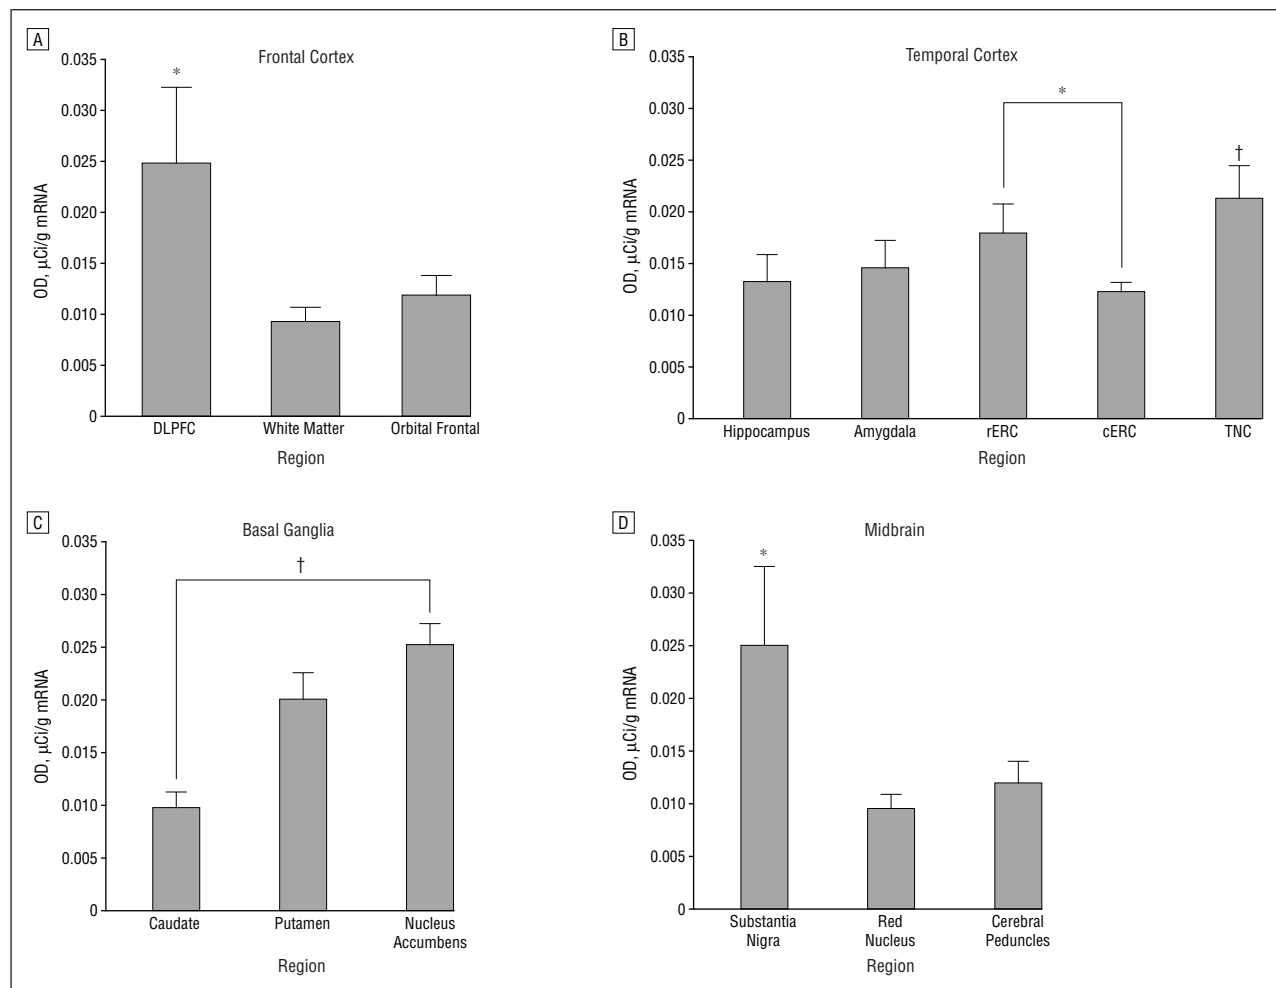 A
Frontal Cortex
0.035
0.030
0.025
0.020
0.015
0.010
0.005
0
OD, μCi/g mRNA
*
DLPFC
White Matter
Orbital Frontal
Region
B
Temporal Cortex
0.035
0.030
0.025
0.020
0.015
0.010
0.005
0
OD, μCi/g mRNA
*
†
Hippocampus
Amygdala
rERC
cERC
TNC
Region
C
Basal Ganglia
0.035
0.030
0.025
0.020
0.015
0.010
0.005
0
OD, μCi/g mRNA
†
Caudate
Putamen
Nucleus
Accumbens
Region
D
Midbrain
0.035
0.030
0.025
0.020
0.015
0.010
0.005
0
OD, μCi/g mRNA
*
Substantia
Nigra
Red
Nucleus
Cerebral
Peduncles
Region